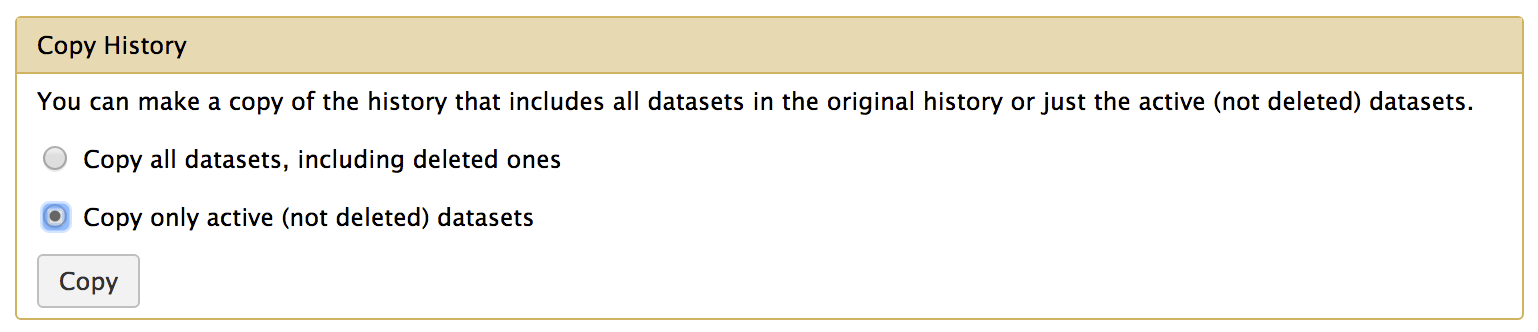 Copy History
You can make a copy of the history that includes all datasets in the original history or just the active (not deleted) datasets.
Copy all datasets, including deleted ones
Copy only active (not deleted) datasets
Copy